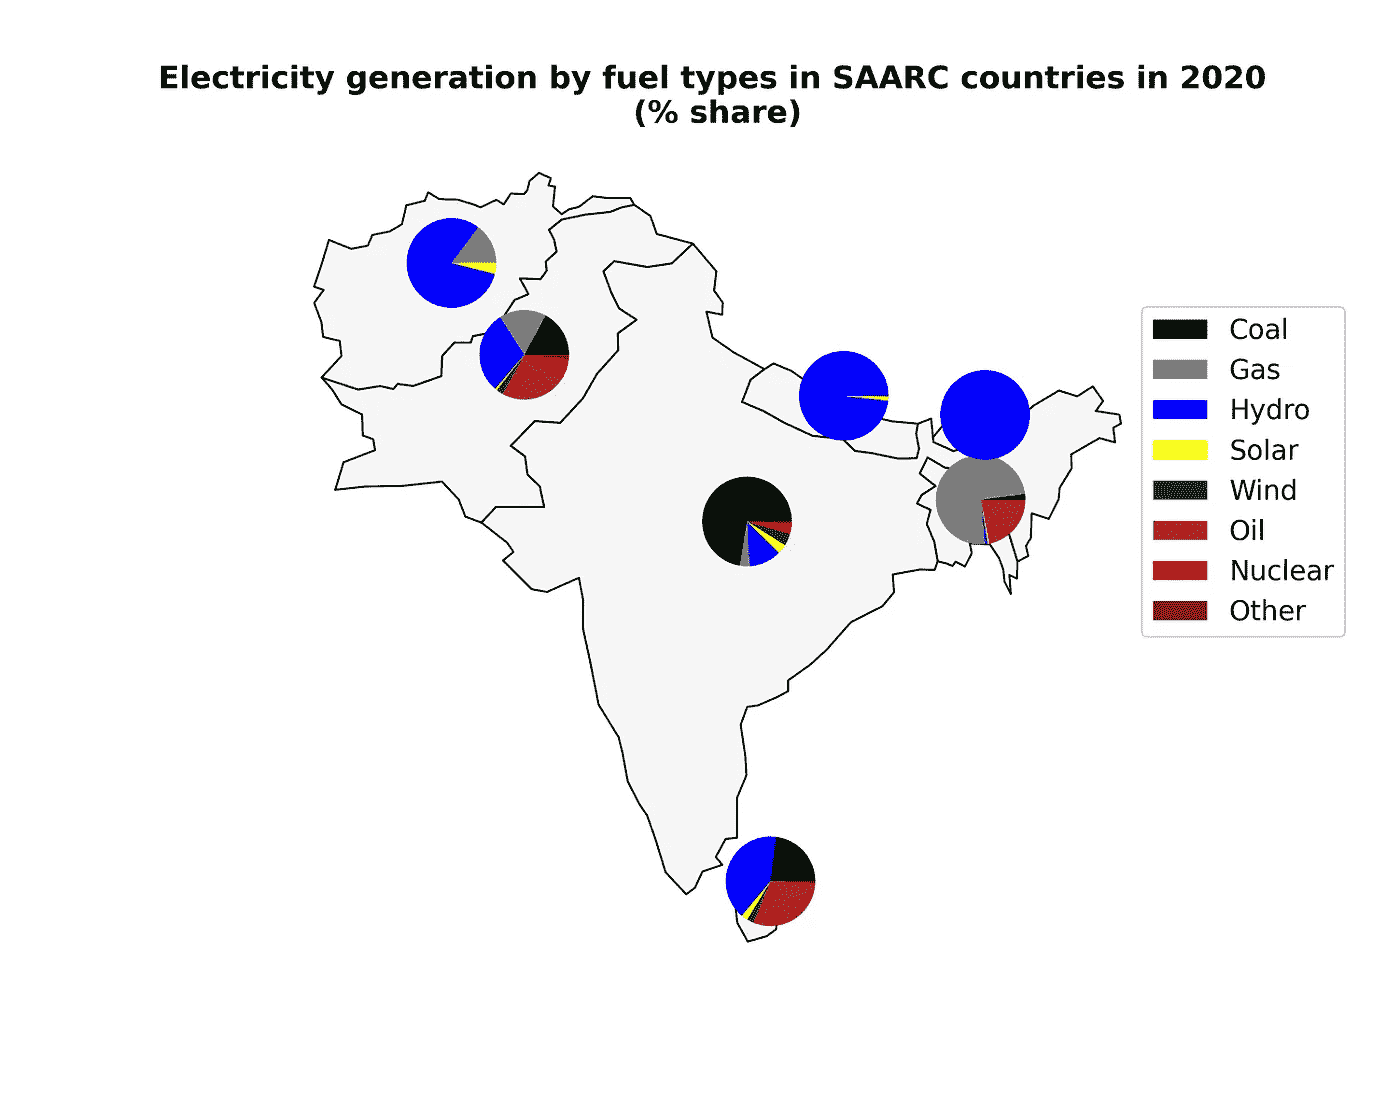 Electricity generation by fuel types in SAARC countries in 2020
(% share)
Coal
Gas
Hydro
Solar
Wind
Oil
Nuclear
Other